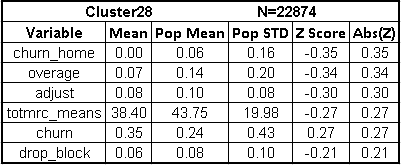 Cluster28 N=22874
Variable Mean Pop Mean Pop STD Z Score Abs(Z)
churn_home 0.00 0.06 0.16 -0.35 0.35
overage 0.07 0.14 0.20 -0.34 0.34
adjust 0.08 0.10 0.08 -0.30 0.30
totmrc_means 38.40 43.75 19.98 -0.27 0.27
churn 0.35 0.24 0.43 0.27 0.27
drop_block 0.06 0.08 0.10 -0.21 0.21